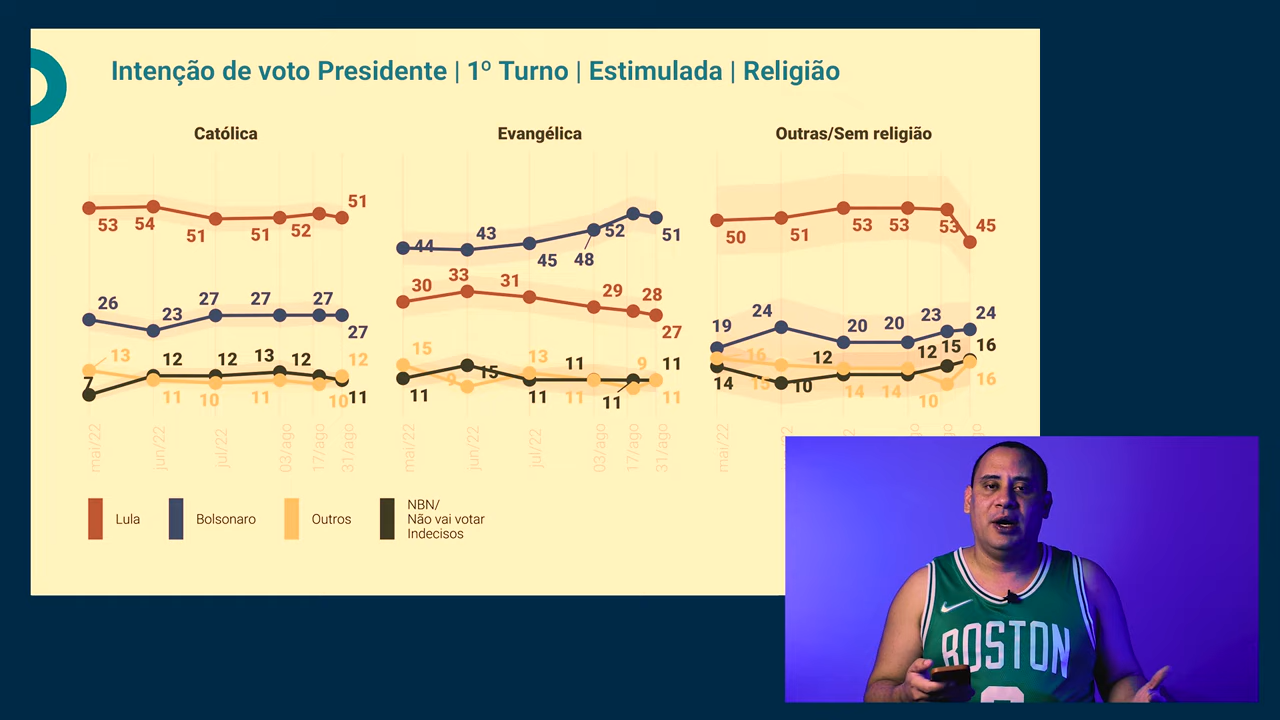 Intenção de voto Presidente | 1º Turno | Estimulada | Religião
Católica
53 54 51 51 52 51
26 23 27 27 27 27
13 11 10 11 10 12
7 12 12 13 12 11
mai/22 jun/22 jul/22 03/ago 17/ago 31/ago
Evangélica
44 43 45 48 52 51
30 33 31 29 28 27
15 9 13 11 9 11
11 15 11 11 11 11
mai/22 jun/22 jul/22 03/ago 17/ago 31/ago
Outras/Sem religião
50 51 53 53 53 45
19 24 20 20 23 24
16 15 14 14 10 16
14 10 12 12 15 16
mai/22
Lula
Bolsonaro
Outros
NBN/
Não vai votar
Indecisos
BOSTON